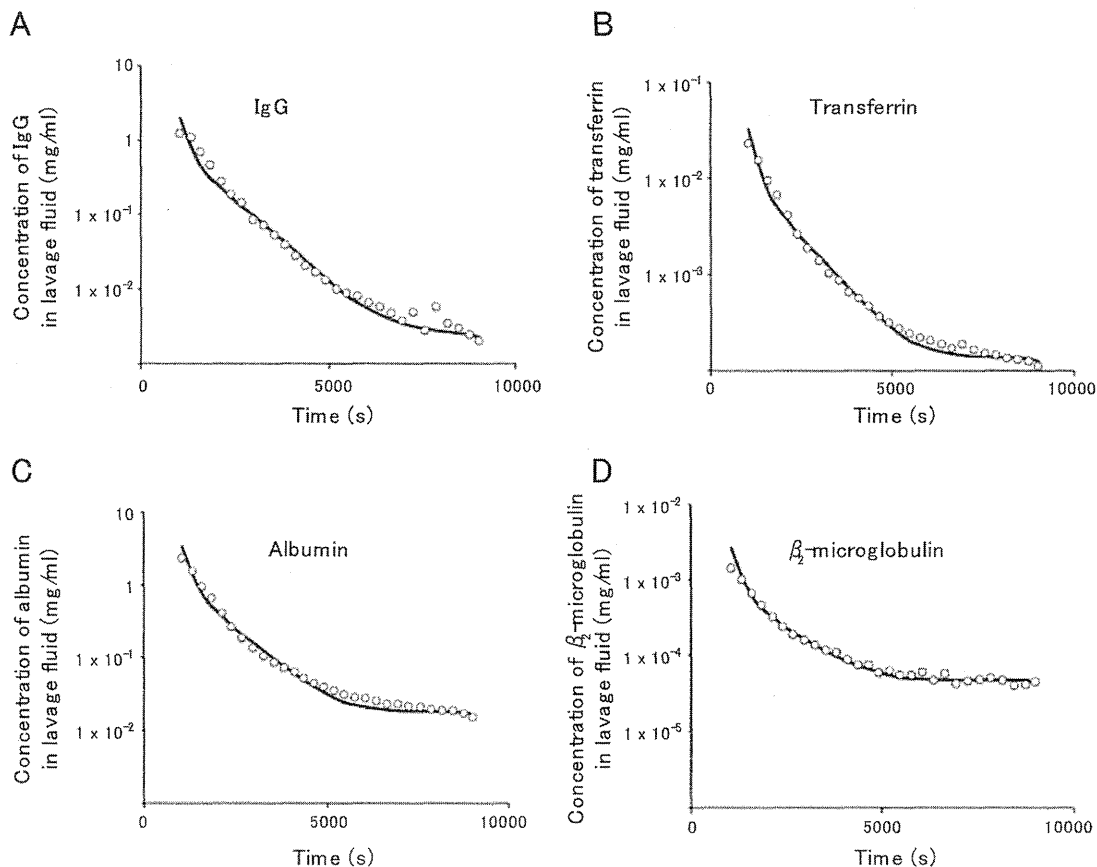 A
Concentration of IgG
in lavage fluid (mg/ml)
10
1
1 x 10⁻¹
1 x 10⁻²
IgG
0
5000
10000
Time (s)
B
Concentration of transferrin
in lavage fluid (mg/ml)
1 x 10⁻¹
1 x 10⁻²
1 x 10⁻³
Transferrin
0
5000
10000
Time (s)
C
Concentration of albumin
in lavage fluid (mg/ml)
10
1
1 x 10⁻¹
1 x 10⁻²
Albumin
0
5000
10000
Time (s)
D
Concentration of β₂-microglobulin
in lavage fluid (mg/ml)
1 x 10⁻²
1 x 10⁻³
1 x 10⁻⁴
1 x 10⁻⁵
β₂-microglobulin
0
5000
10000
Time (s)